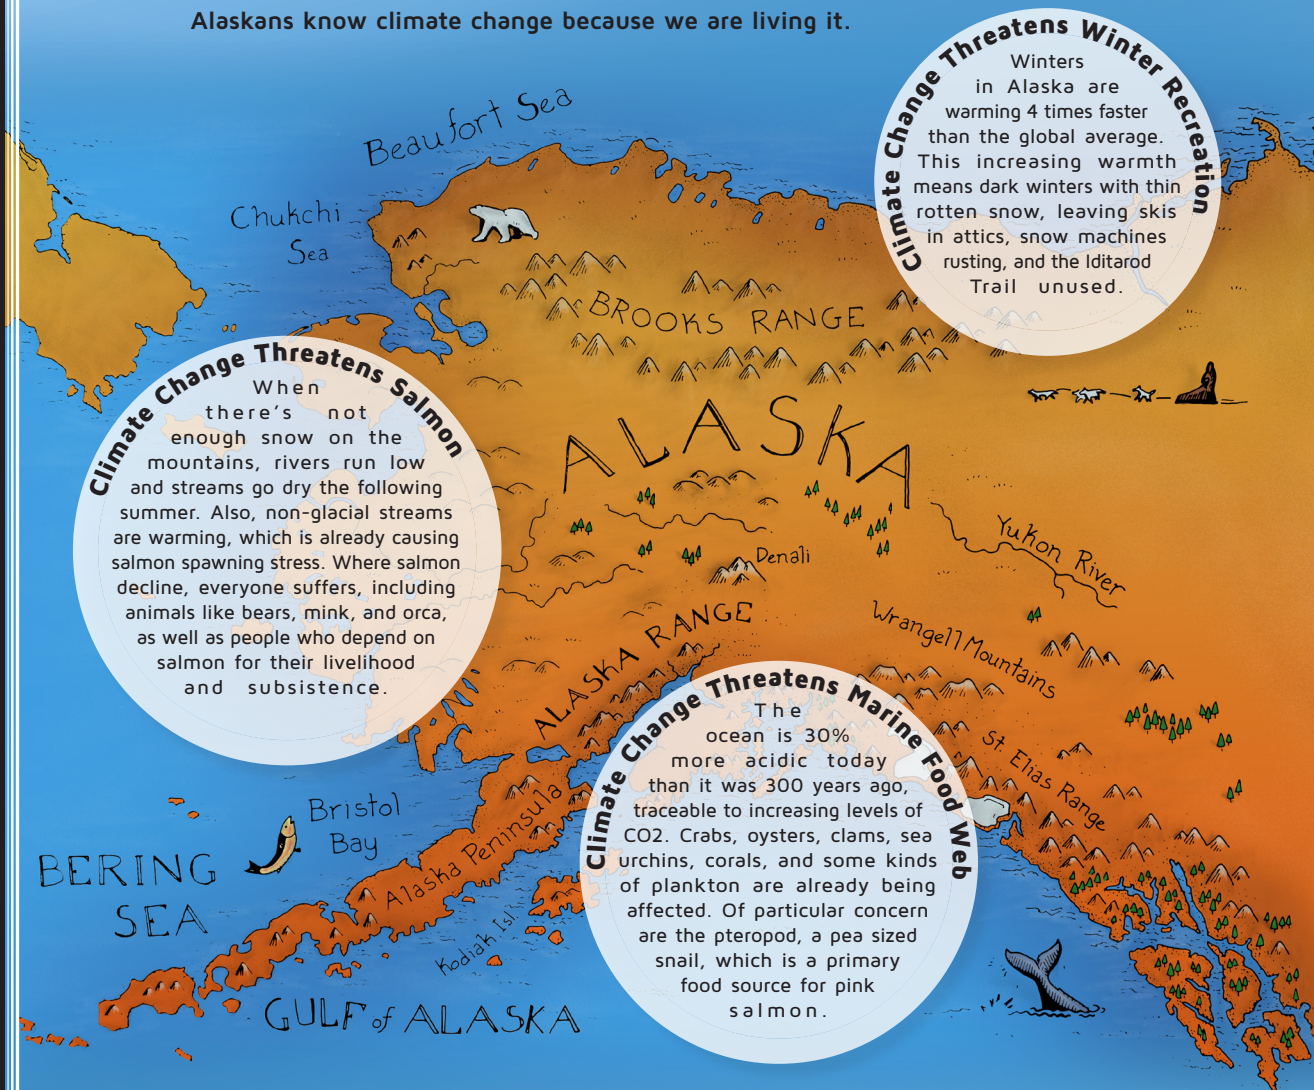 Alaskans know climate change because we are living it.
Climate Change Threatens Winter Recreation
Winters
in Alaska are
warming 4 times faster
than the global average.
This increasing warmth
means dark winters with thin
rotten snow, leaving skis
in attics, snow machines
rusting, and the Iditarod
Trail unused.
Beaufort Sea
Chukchi
Sea
BROOKS RANGE
ALASKA
Climate Change Threatens Salmon
When
there's not
enough snow on the
mountains, rivers run low
and streams go dry the following
summer. Also, non-glacial streams
are warming, which is already causing
salmon spawning stress. Where salmon
decline, everyone suffers, including
animals like bears, mink, and orca,
as well as people who depend on
salmon for their livelihood
and subsistence.
Yukon River
Denali
ALASKA RANGE
Wrangell Mountains
St. Elias Range
Climate Change Threatens Marine Food Web
The
ocean is 30%
more acidic today
than it was 300 years ago,
traceable to increasing levels of
CO2. Crabs, oysters, clams, sea
urchins, corals, and some kinds
of plankton are already being
affected. Of particular concern
are the pteropod, a pea sized
snail, which is a primary
food source for pink
salmon.
Bristol
Bay
BERING
SEA
Alaska Peninsula
Kodiak Isl.
GULF of ALASKA